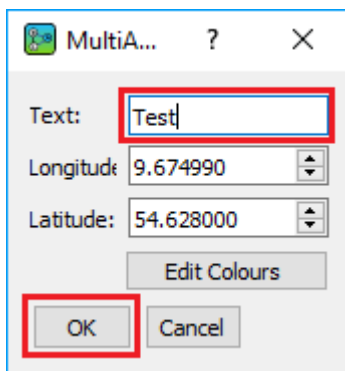 MultiA... ?
Text: Test
Longitude 9.674990
Latitude: 54.628000
Edit Colours
OK Cancel